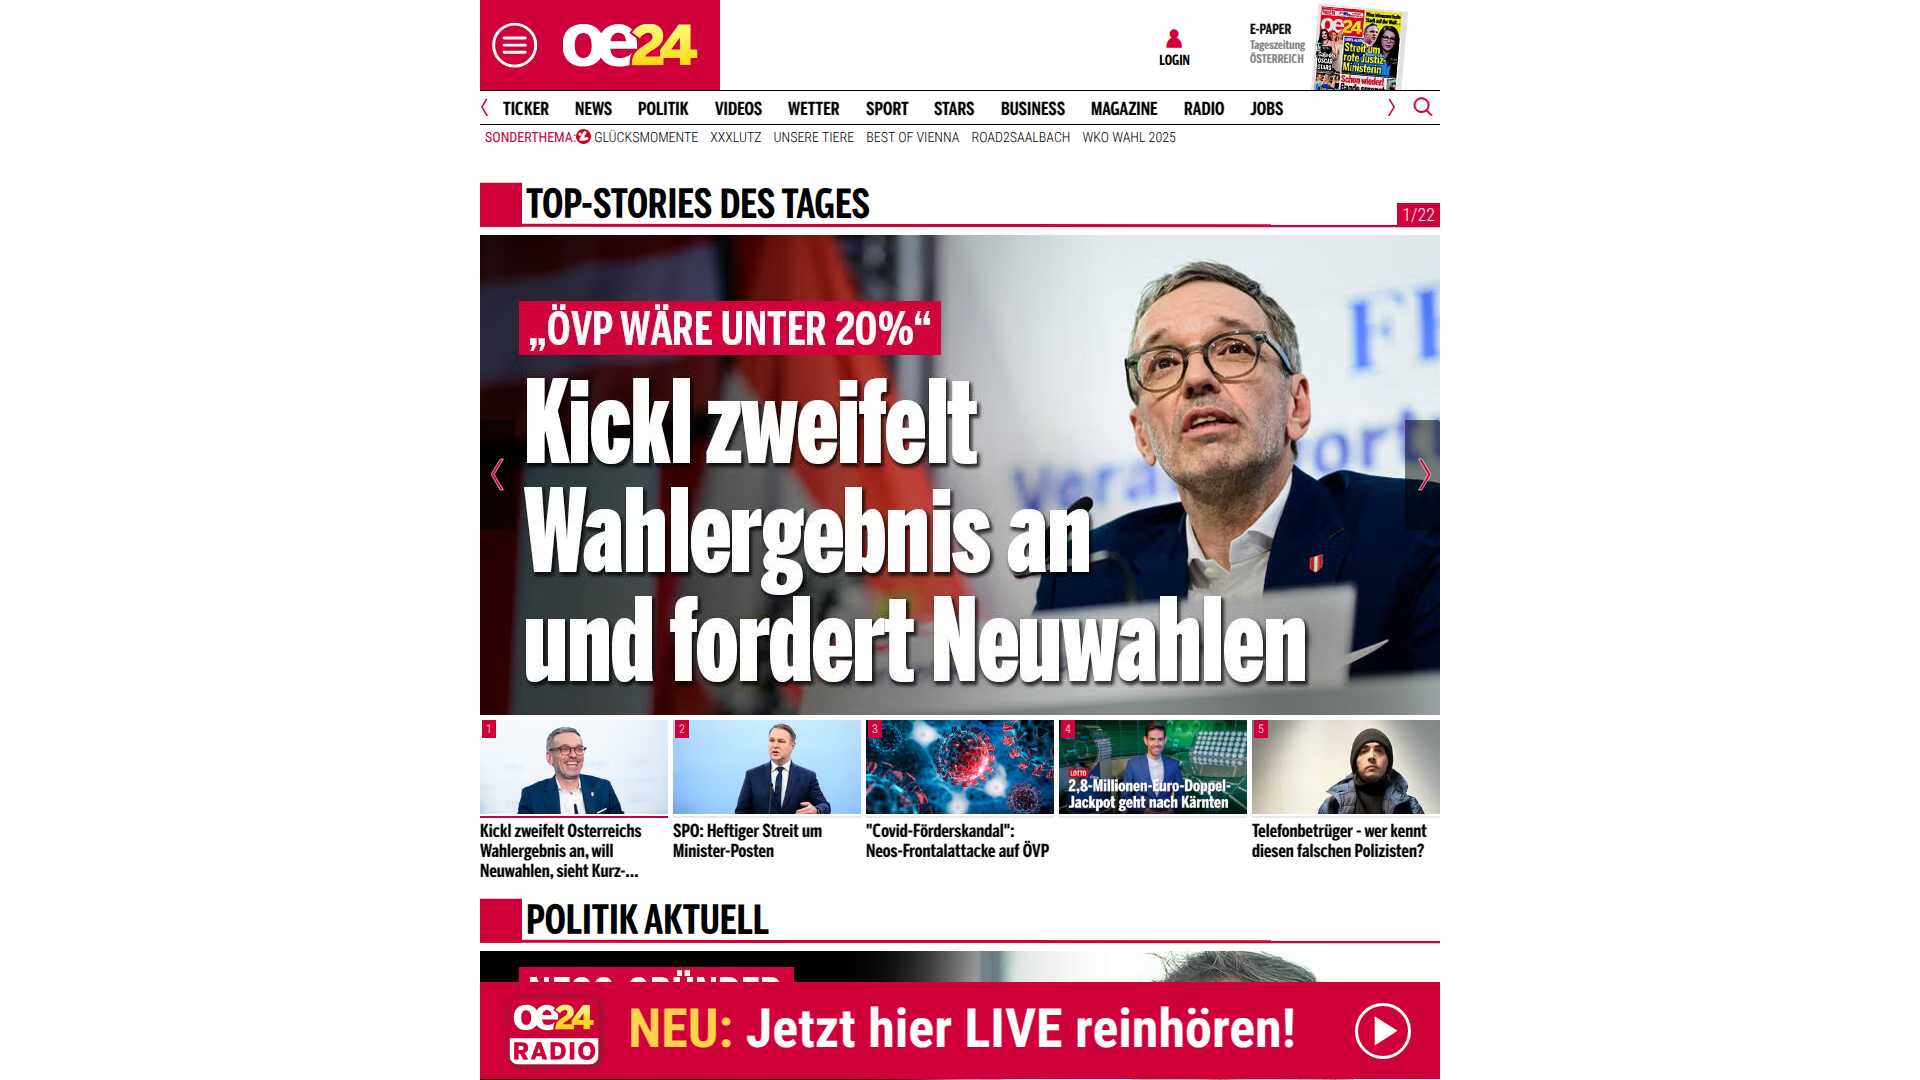 oe24
LOGIN
E-PAPER
Tageszeitung
ÖSTERREICH
oe24
Streit um
rote Justiz-
Ministerin
Schon wieder!
TICKER NEWS POLITIK VIDEOS WETTER SPORT STARS BUSINESS MAGAZINE RADIO JOBS
SONDERTHEMA: GLÜCKSMOMENTE XXXLUTZ UNSERE TIERE BEST OF VIENNA ROAD2SAALBACH WKO WAHL 2025
TOP-STORIES DES TAGES
1/22
„ÖVP WÄRE UNTER 20%“
Kickl zweifelt
Wahlergebnis an
und fordert Neuwahlen
1
Kickl zweifelt Österreichs
Wahlergebnis an, will
Neuwahlen, sieht Kurz-...
2
SPÖ: Heftiger Streit um
Minister-Posten
3
"Covid-Förderskandal":
Neos-Frontalattacke auf ÖVP
4
LOTTO
2,8-Millionen-Euro-Doppel-
Jackpot geht nach Kärnten
5
Telefonbetrüger - wer kennt
diesen falschen Polizisten?
POLITIK AKTUELL
NEOS-GRÜNDER
oe24
RADIO
NEU: Jetzt hier LIVE reinhören!